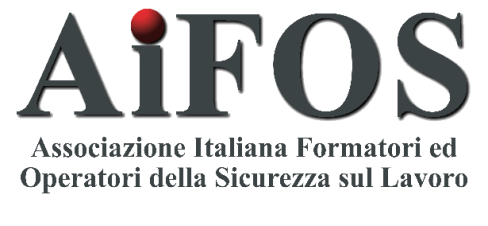 AiFOS
Associazione Italiana Formatori ed
Operatori della Sicurezza sul Lavoro